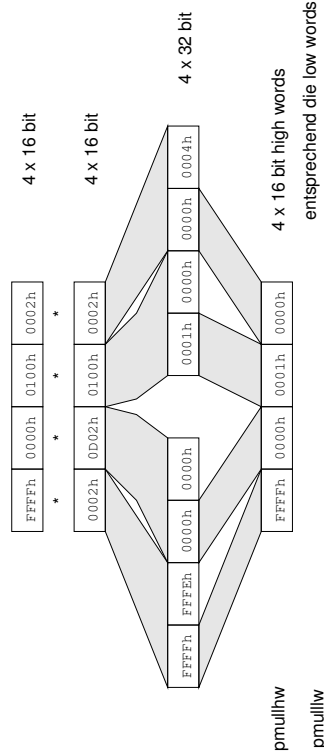 FFFFh 0000h 0100h 0002h 4 x 16 bit
* * * *
0002h 0D02h 0100h 0002h 4 x 16 bit
FFFFh FFFEh 0000h 0000h 0001h 0000h 0000h 0004h 4 x 32 bit
pmullhw FFFFh 0000h 0001h 0000h 4 x 16 bit high words
pmulllw entsprechend die low words